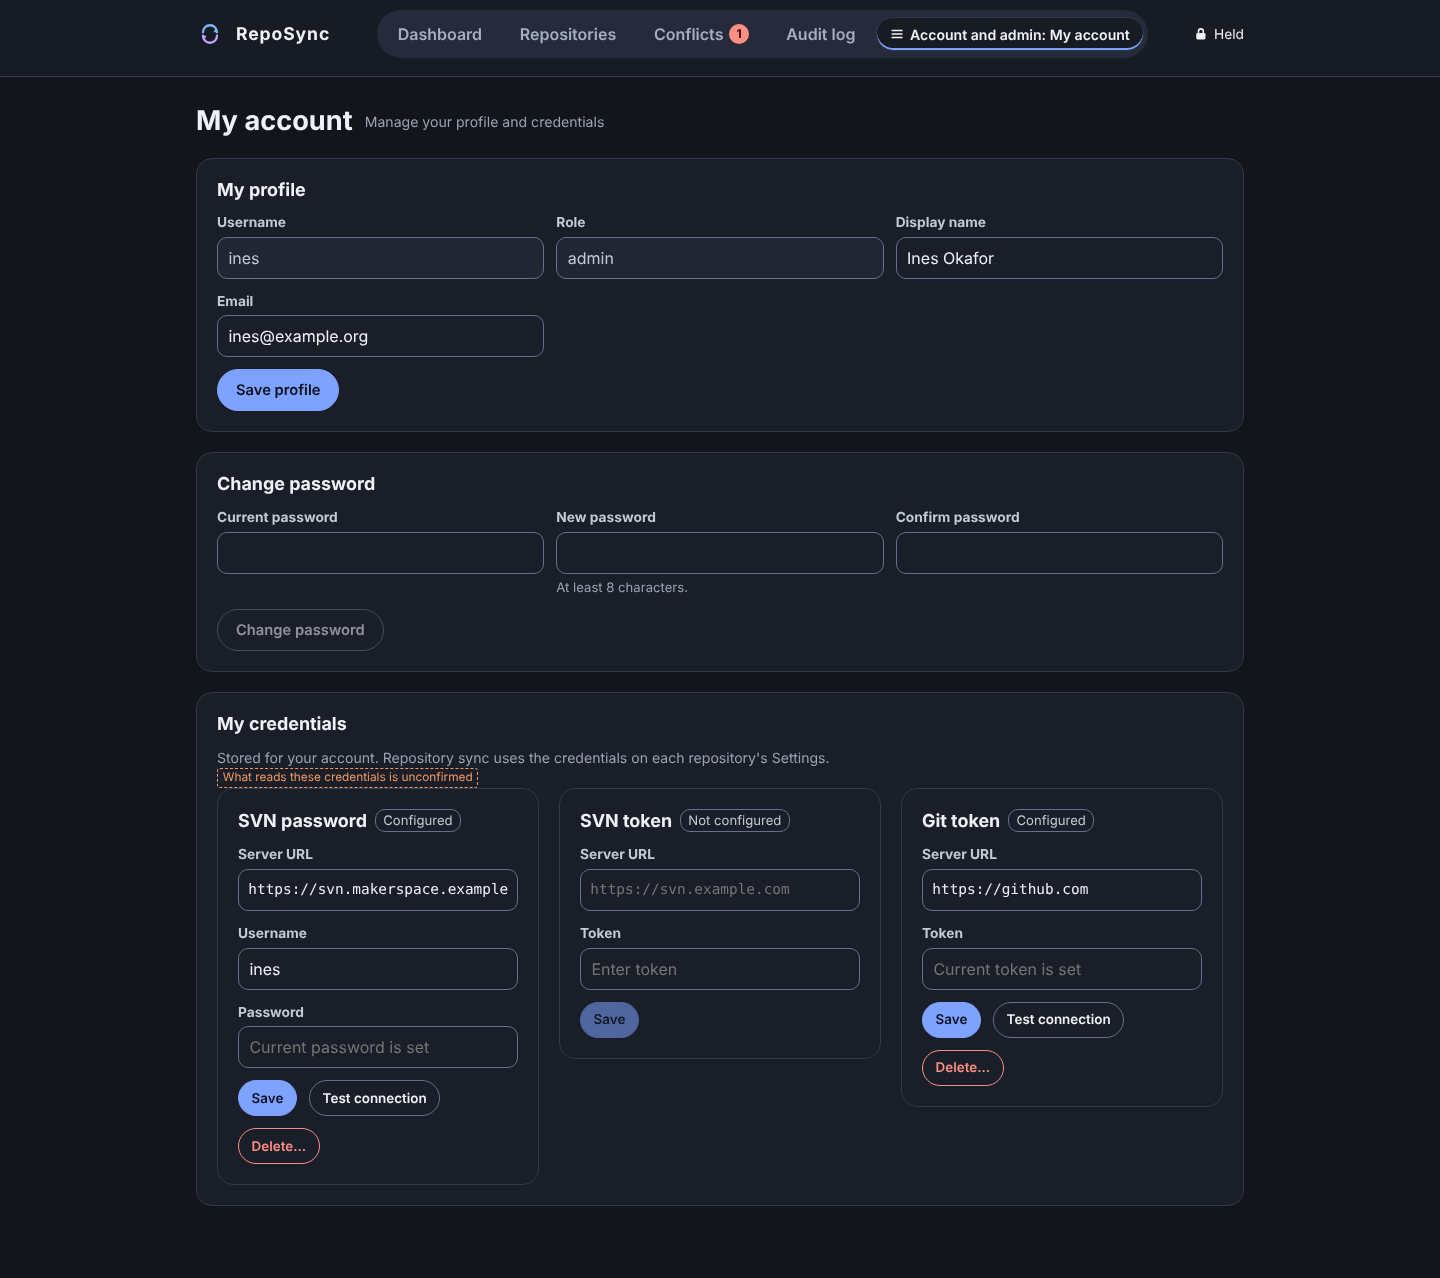 RepoSync
Dashboard
Repositories
Conflicts 1
Audit log
Account and admin: My account
Held
My account
Manage your profile and credentials
My profile
Username
Role
Display name
ines
admin
Ines Okafor
Email
ines@example.org
Save profile
Change password
Current password
New password
Confirm password
At least 8 characters.
Change password
My credentials
Stored for your account. Repository sync uses the credentials on each repository's Settings.
What reads these credentials is unconfirmed
SVN password Configured
Server URL
https://svn.makerspace.example
Username
ines
Password
Current password is set
Save
Test connection
Delete...
SVN token Not configured
Server URL
https://svn.example.com
Token
Enter token
Save
Git token Configured
Server URL
https://github.com
Token
Current token is set
Save
Test connection
Delete...